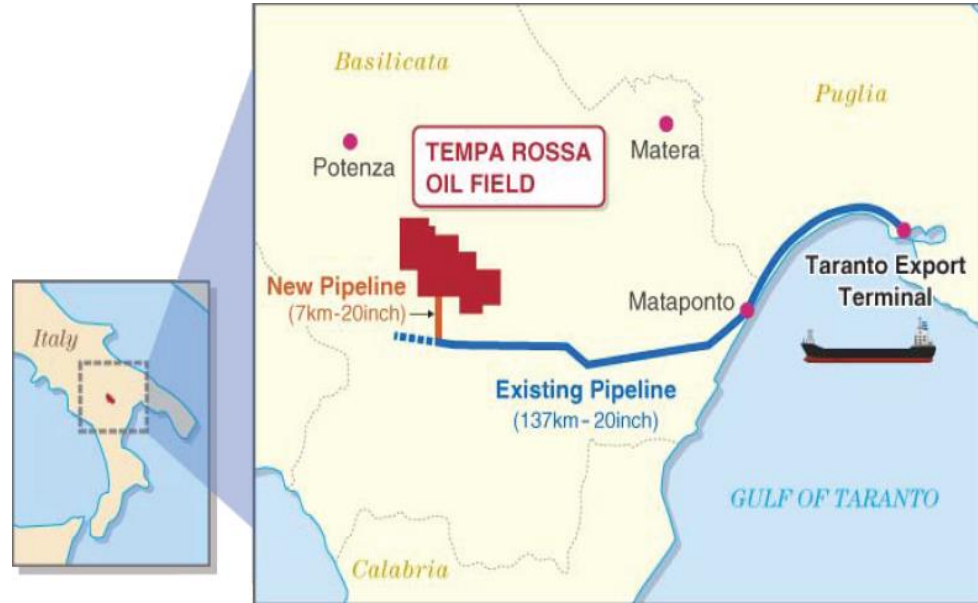 Basilicata
Puglia
Potenza
TEMPA ROSSA
OIL FIELD
Matera
New Pipeline
(7km-20inch)
Mataponto
Taranto Export
Terminal
Italy
Existing Pipeline
(137km-20inch)
GULF OF TARANTO
Calabria